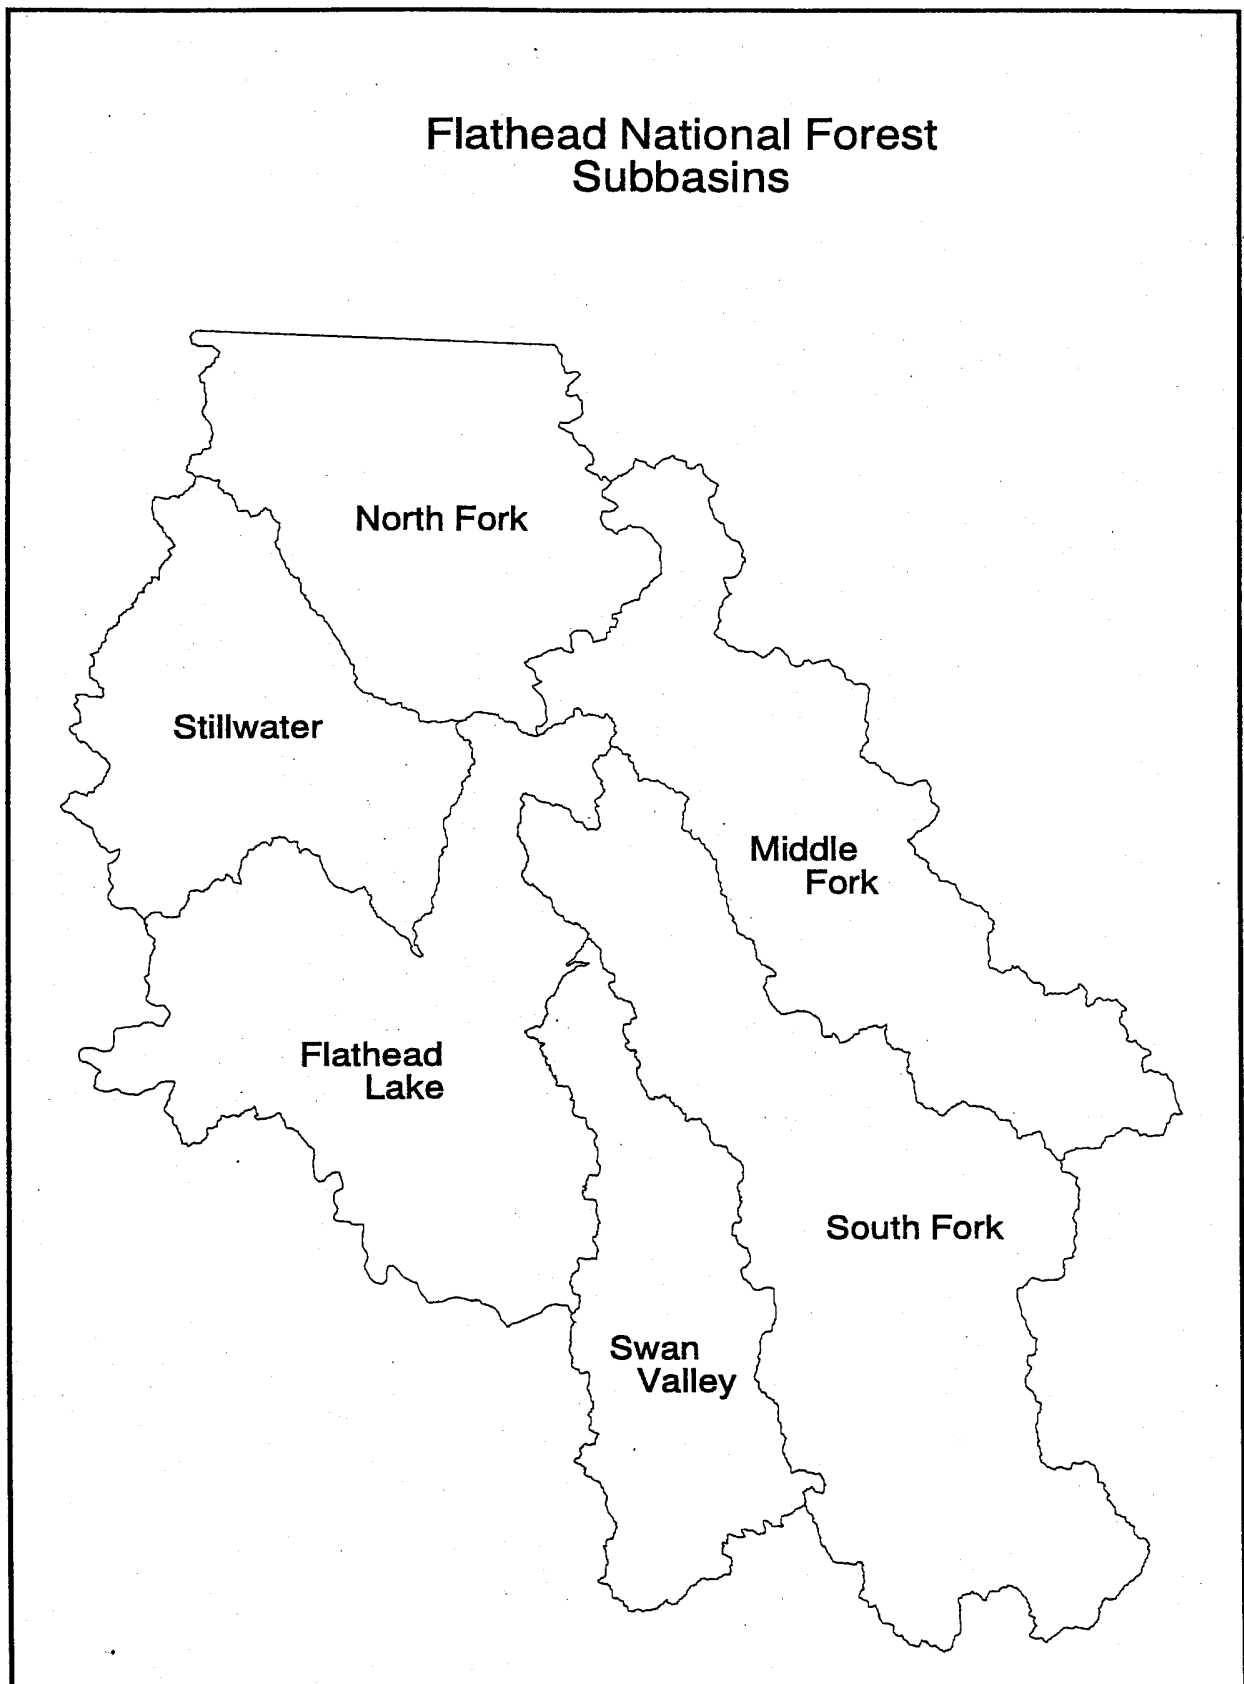 Flathead National Forest
Subbasins
North Fork
Stillwater
Middle
Fork
Flathead
Lake
South Fork
Swan
Valley